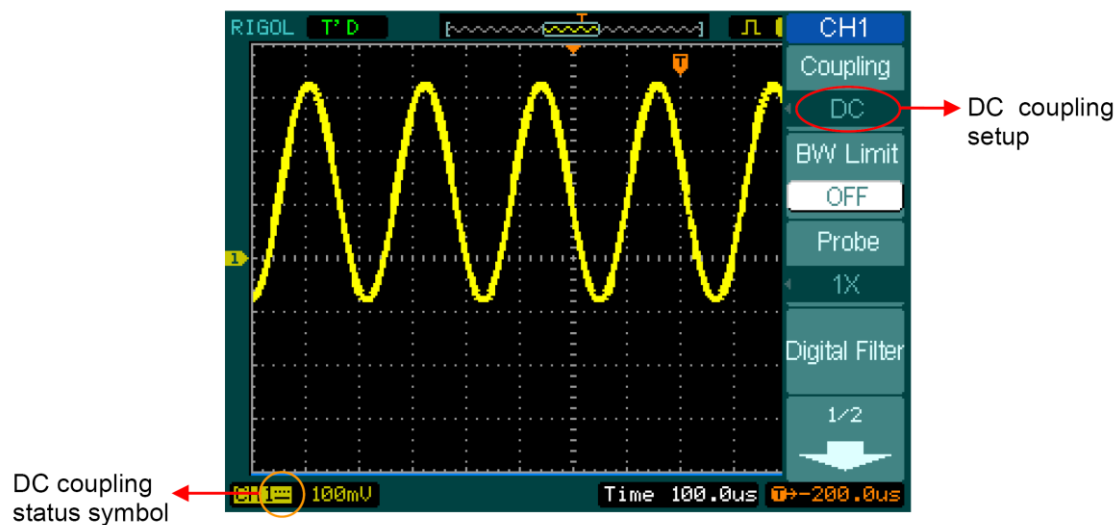 RIGOL T'D CH1
T
Coupling
T
DC
DC coupling
setup
BW Limit
OFF
Probe
1
1X
Digital Filter
1/2
DC coupling
status symbol
CH1 100mV Time 100.0us T→-200.0us